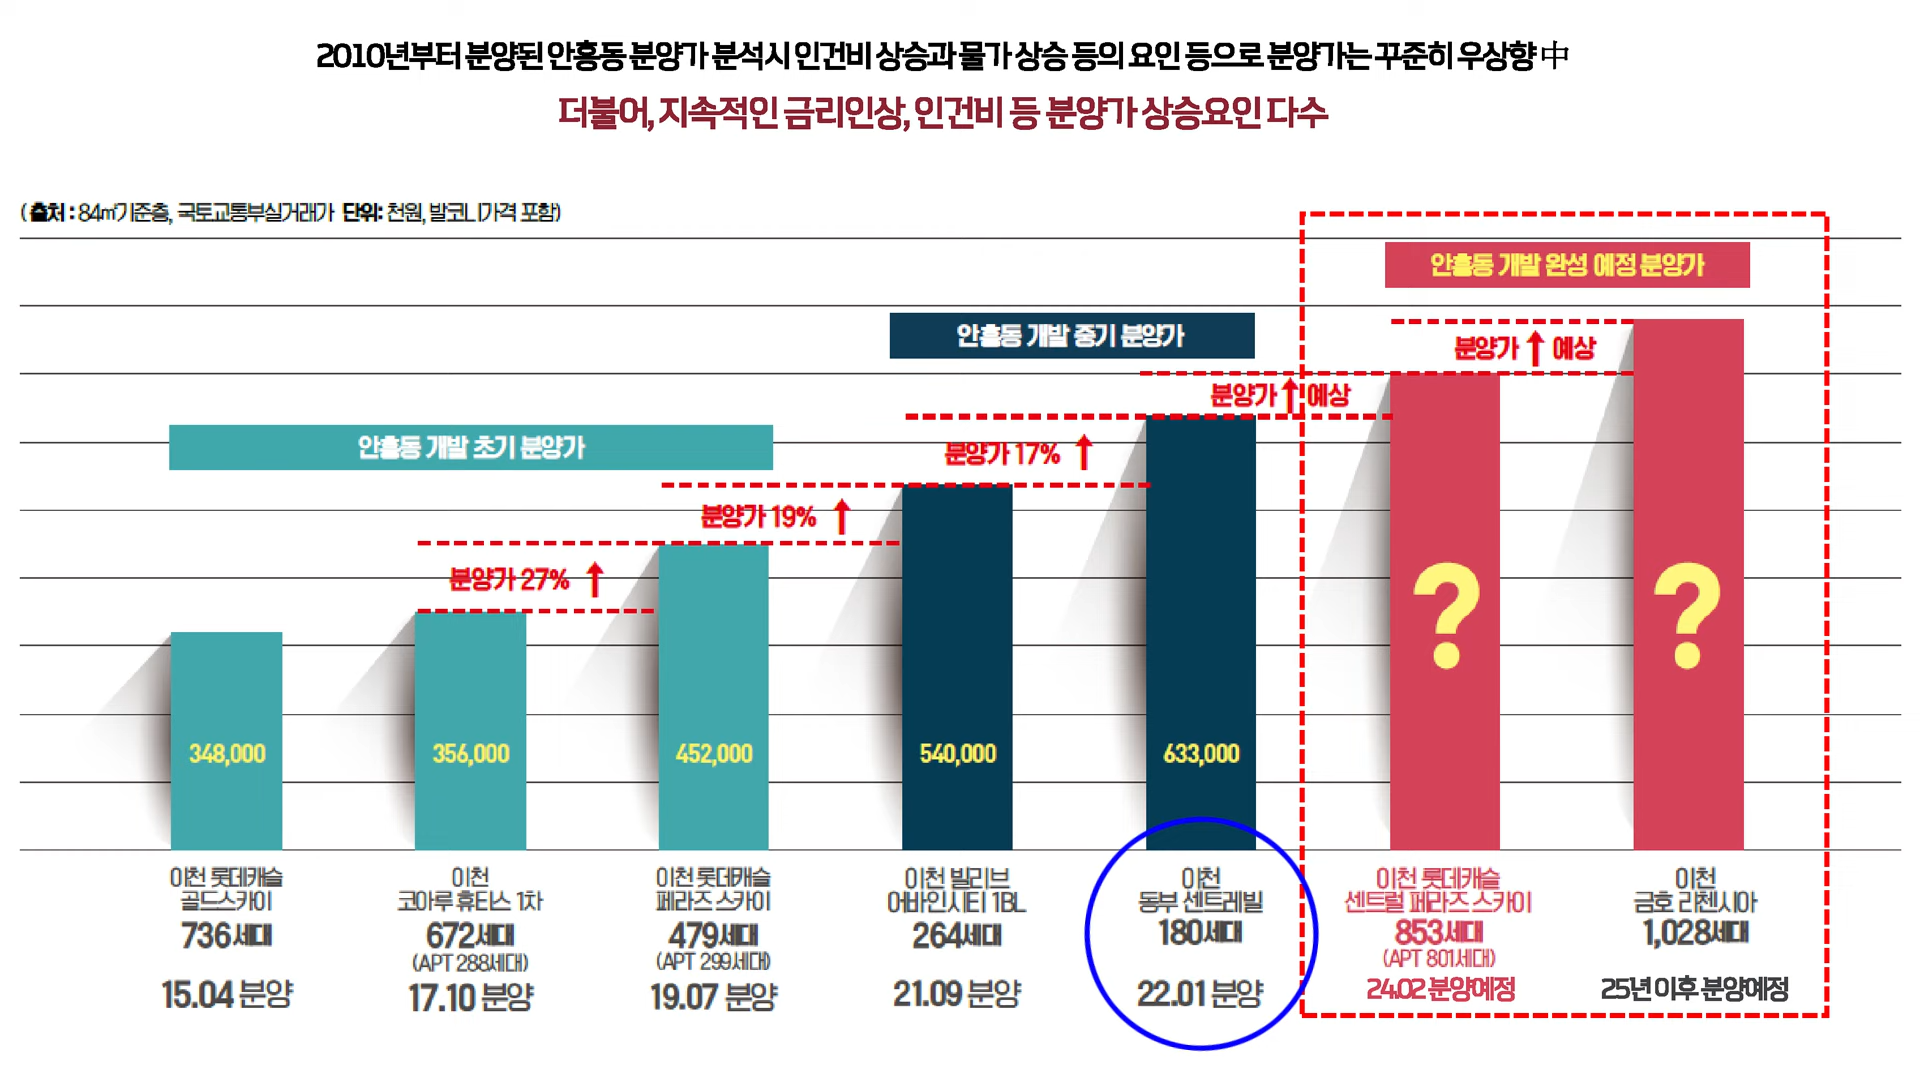 2010년부터 분양된 안흥동 분양가 분석시 인건비 상승과 물가 상승 등의 요인 등으로 분양가는 꾸준히 우상향 中
더불어, 지속적인 금리인상, 인건비 등 분양가 상승요인 다수
( 출처 : 84㎡기준층, 국토교통부실거래가 단위: 천원, 발코니가격 포함)
안흥동 개발 완성 예정 분양가
안흥동 개발 중기 분양가
안흥동 개발 초기 분양가
분양가 27% ↑
분양가 19% ↑
분양가 17% ↑
분양가 ↑ 예상
분양가 ↑ 예상
348,000
356,000
452,000
540,000
633,000
?
?
이천 롯데캐슬
골드스카이
736세대
15.04 분양
이천
코아루 휴티스 1차
672세대
(APT 288세대)
17.10 분양
이천 롯데캐슬
페라즈 스카이
479세대
(APT 299세대)
19.07 분양
이천 빌리브
어바인시티 1BL
264세대
21.09 분양
이천
동부 센트레빌
180세대
22.01 분양
이천 롯데캐슬
센트럴 페라즈 스카이
853세대
(APT 801세대)
24.02 분양예정
이천
금호 리첸시아
1,028세대
25년 이후 분양예정